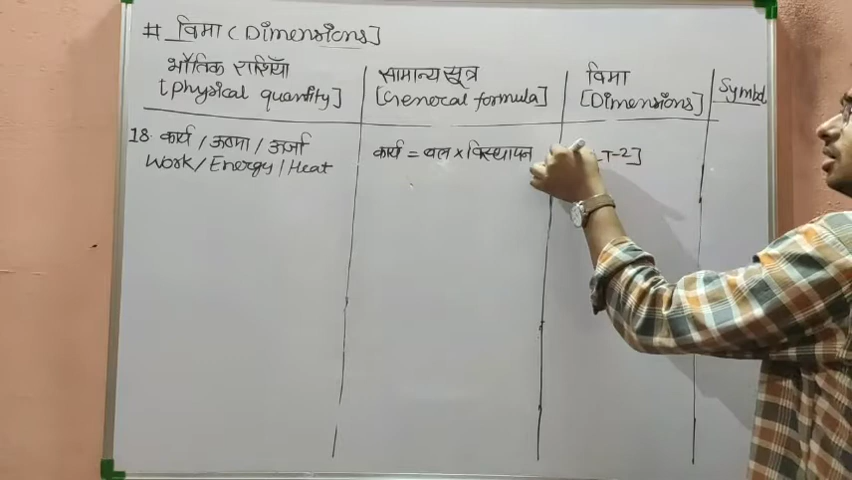 # विमा (Dimensions]
भौतिक राशियाँ
[Physical quantity]
सामान्य सूत्र
[General formula]
विमा
[Dimensions]
Symbol
18. कार्य / ऊष्मा / ऊर्जा
Work / Energy / Heat
कार्य = बल × विस्थापन
T-2]